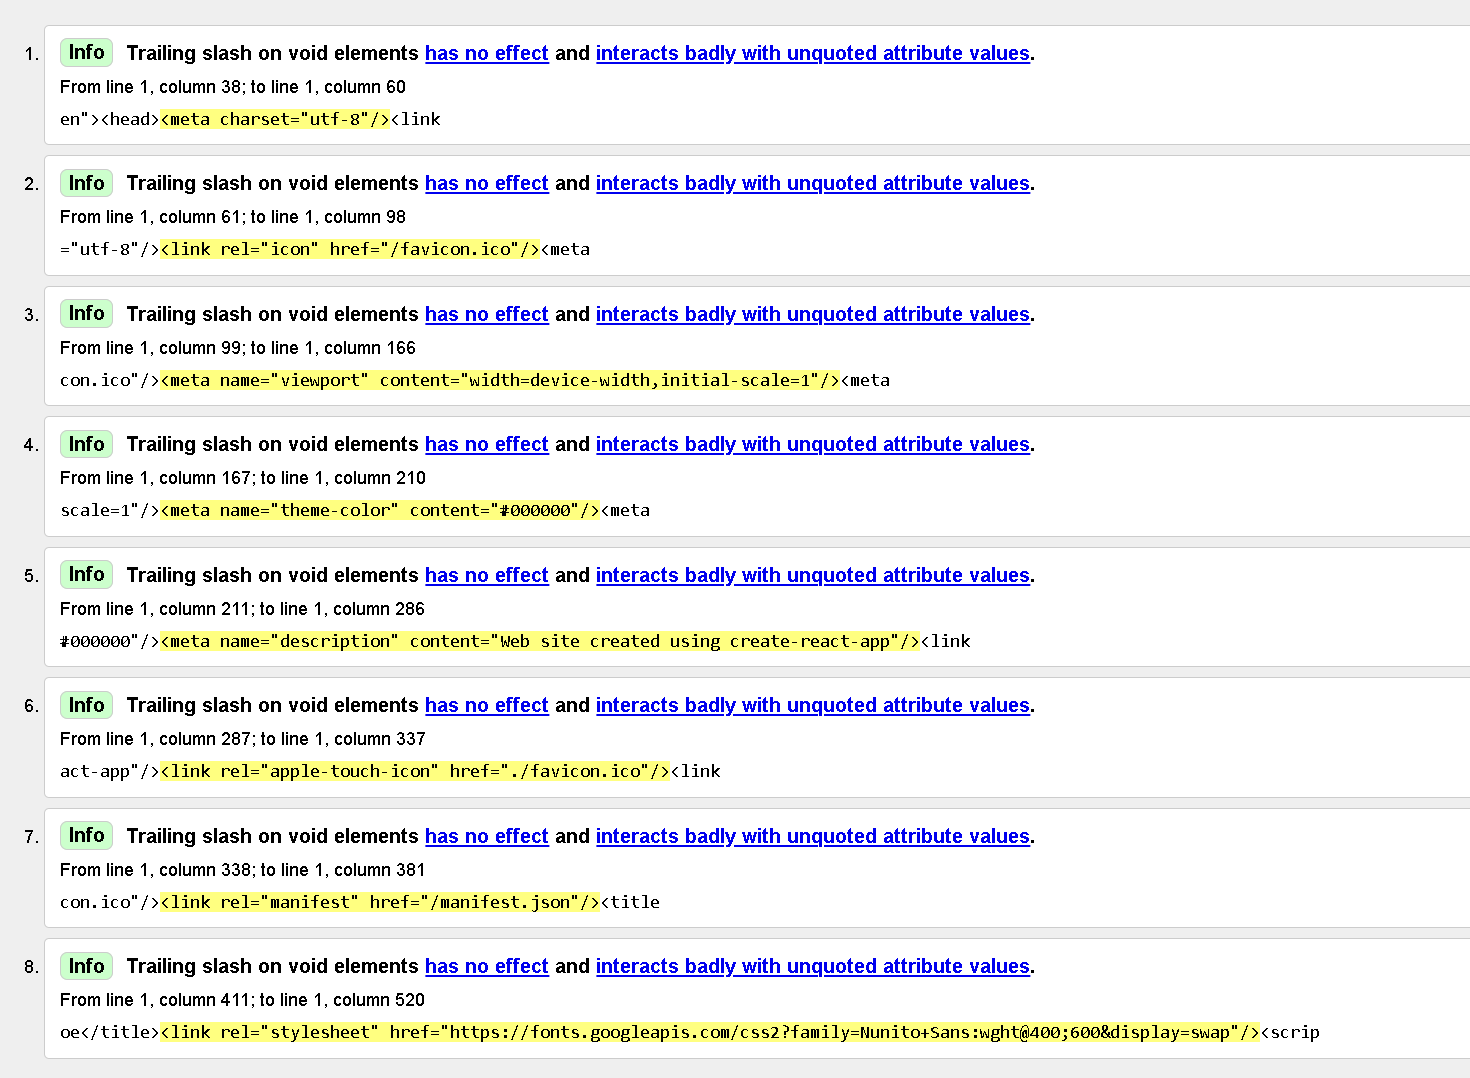 1. Info Trailing slash on void elements has no effect and interacts badly with unquoted attribute values.
From line 1, column 38; to line 1, column 60
en"><head><meta charset="utf-8"/><link
2. Info Trailing slash on void elements has no effect and interacts badly with unquoted attribute values.
From line 1, column 61; to line 1, column 98
="utf-8"/><link rel="icon" href="/favicon.ico"/><meta
3. Info Trailing slash on void elements has no effect and interacts badly with unquoted attribute values.
From line 1, column 99; to line 1, column 166
con.ico"/><meta name="viewport" content="width=device-width,initial-scale=1"/><meta
4. Info Trailing slash on void elements has no effect and interacts badly with unquoted attribute values.
From line 1, column 167; to line 1, column 210
scale=1"/><meta name="theme-color" content="#000000"/><meta
5. Info Trailing slash on void elements has no effect and interacts badly with unquoted attribute values.
From line 1, column 211; to line 1, column 286
#000000"/><meta name="description" content="Web site created using create-react-app"/><link
6. Info Trailing slash on void elements has no effect and interacts badly with unquoted attribute values.
From line 1, column 287; to line 1, column 337
act-app"/><link rel="apple-touch-icon" href="./favicon.ico"/><link
7. Info Trailing slash on void elements has no effect and interacts badly with unquoted attribute values.
From line 1, column 338; to line 1, column 381
con.ico"/><link rel="manifest" href="/manifest.json"/><title
8. Info Trailing slash on void elements has no effect and interacts badly with unquoted attribute values.
From line 1, column 411; to line 1, column 520
oe</title><link rel="stylesheet" href="https://fonts.googleapis.com/css2?family=Nunito+Sans:wght@400;600&display=swap"/><scrip